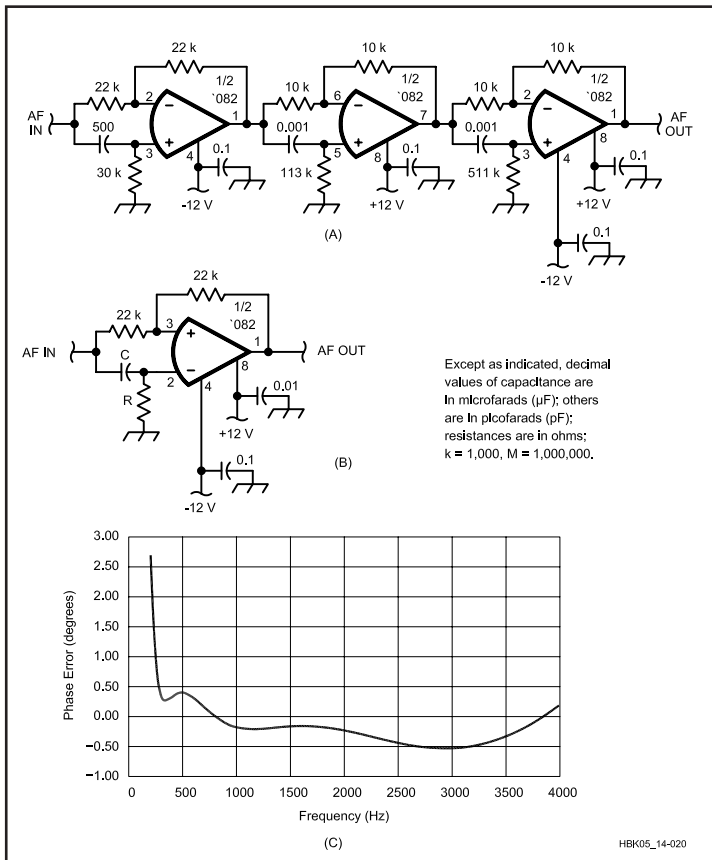 22 k
10 k
10 k
22 k
1/2
`082
10 k
1/2
`082
10 k
1/2
`082
AF IN
500
0.001
0.001
AF OUT
2
3
1
4
6
5
7
8
2
3
1
8
4
−
+
−
+
−
+
30 k
0.1
113 k
0.1
511 k
0.1
-12 V
+12 V
+12 V
(A)
0.1
-12 V
22 k
1/2
`082
22 k
AF IN
3
+
1
AF OUT
C
2
−
4
8
R
0.01
+12 V
0.1
-12 V
(B)
Except as indicated, decimal
values of capacitance are
in microfarads (µF); others
are in picofarads (pF);
resistances are in ohms;
k = 1,000, M = 1,000,000.
3.00
2.50
2.00
1.50
1.00
0.50
0.00
−0.50
−1.00
Phase Error (degrees)
0 500 1000 1500 2000 2500 3000 3500 4000
Frequency (Hz)
(C)
HBK05_14-020